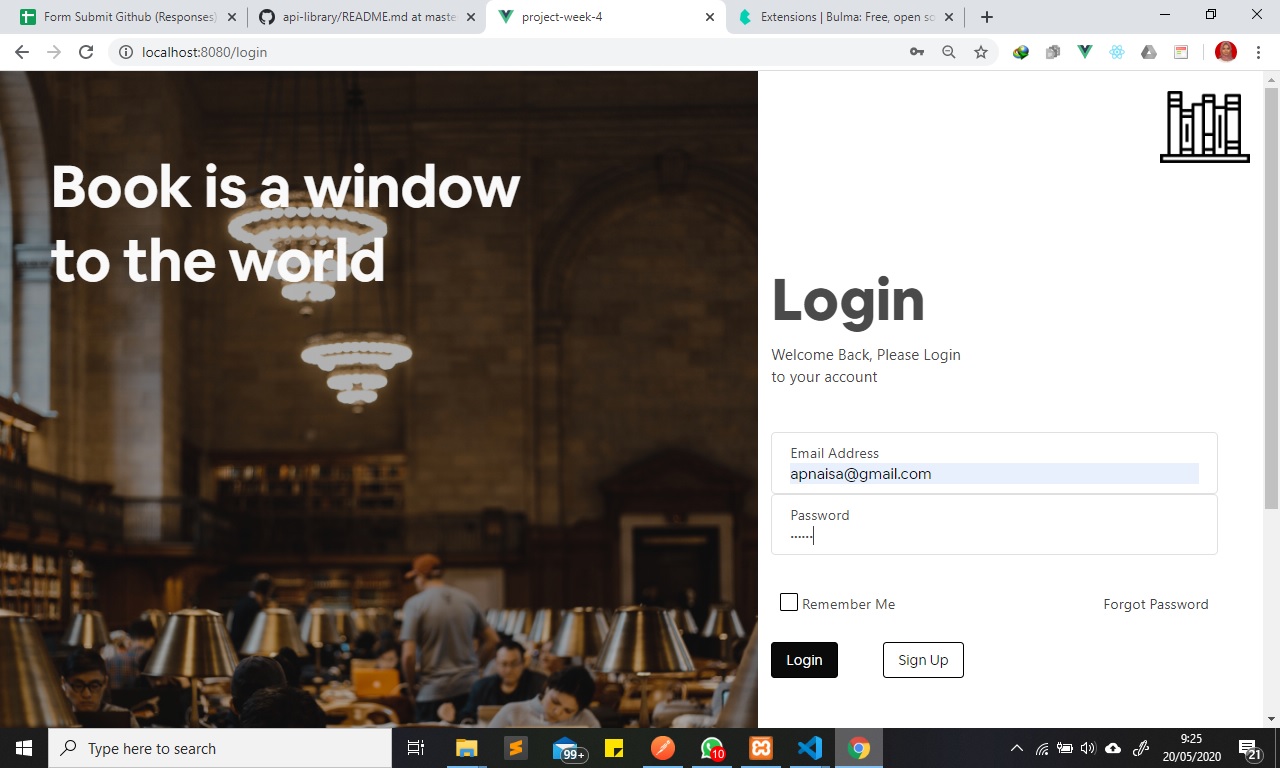 Form Submit Github (Responses)
api-library/README.md at maste
project-week-4
Extensions | Bulma: Free, open so
localhost:8080/login
Book is a window
to the world
Login
Welcome Back, Please Login
to your account
Email Address
apnaisa@gmail.com
Password
······
Remember Me
Forgot Password
Login
Sign Up
Type here to search
99+
10
9:25
20/05/2020
21